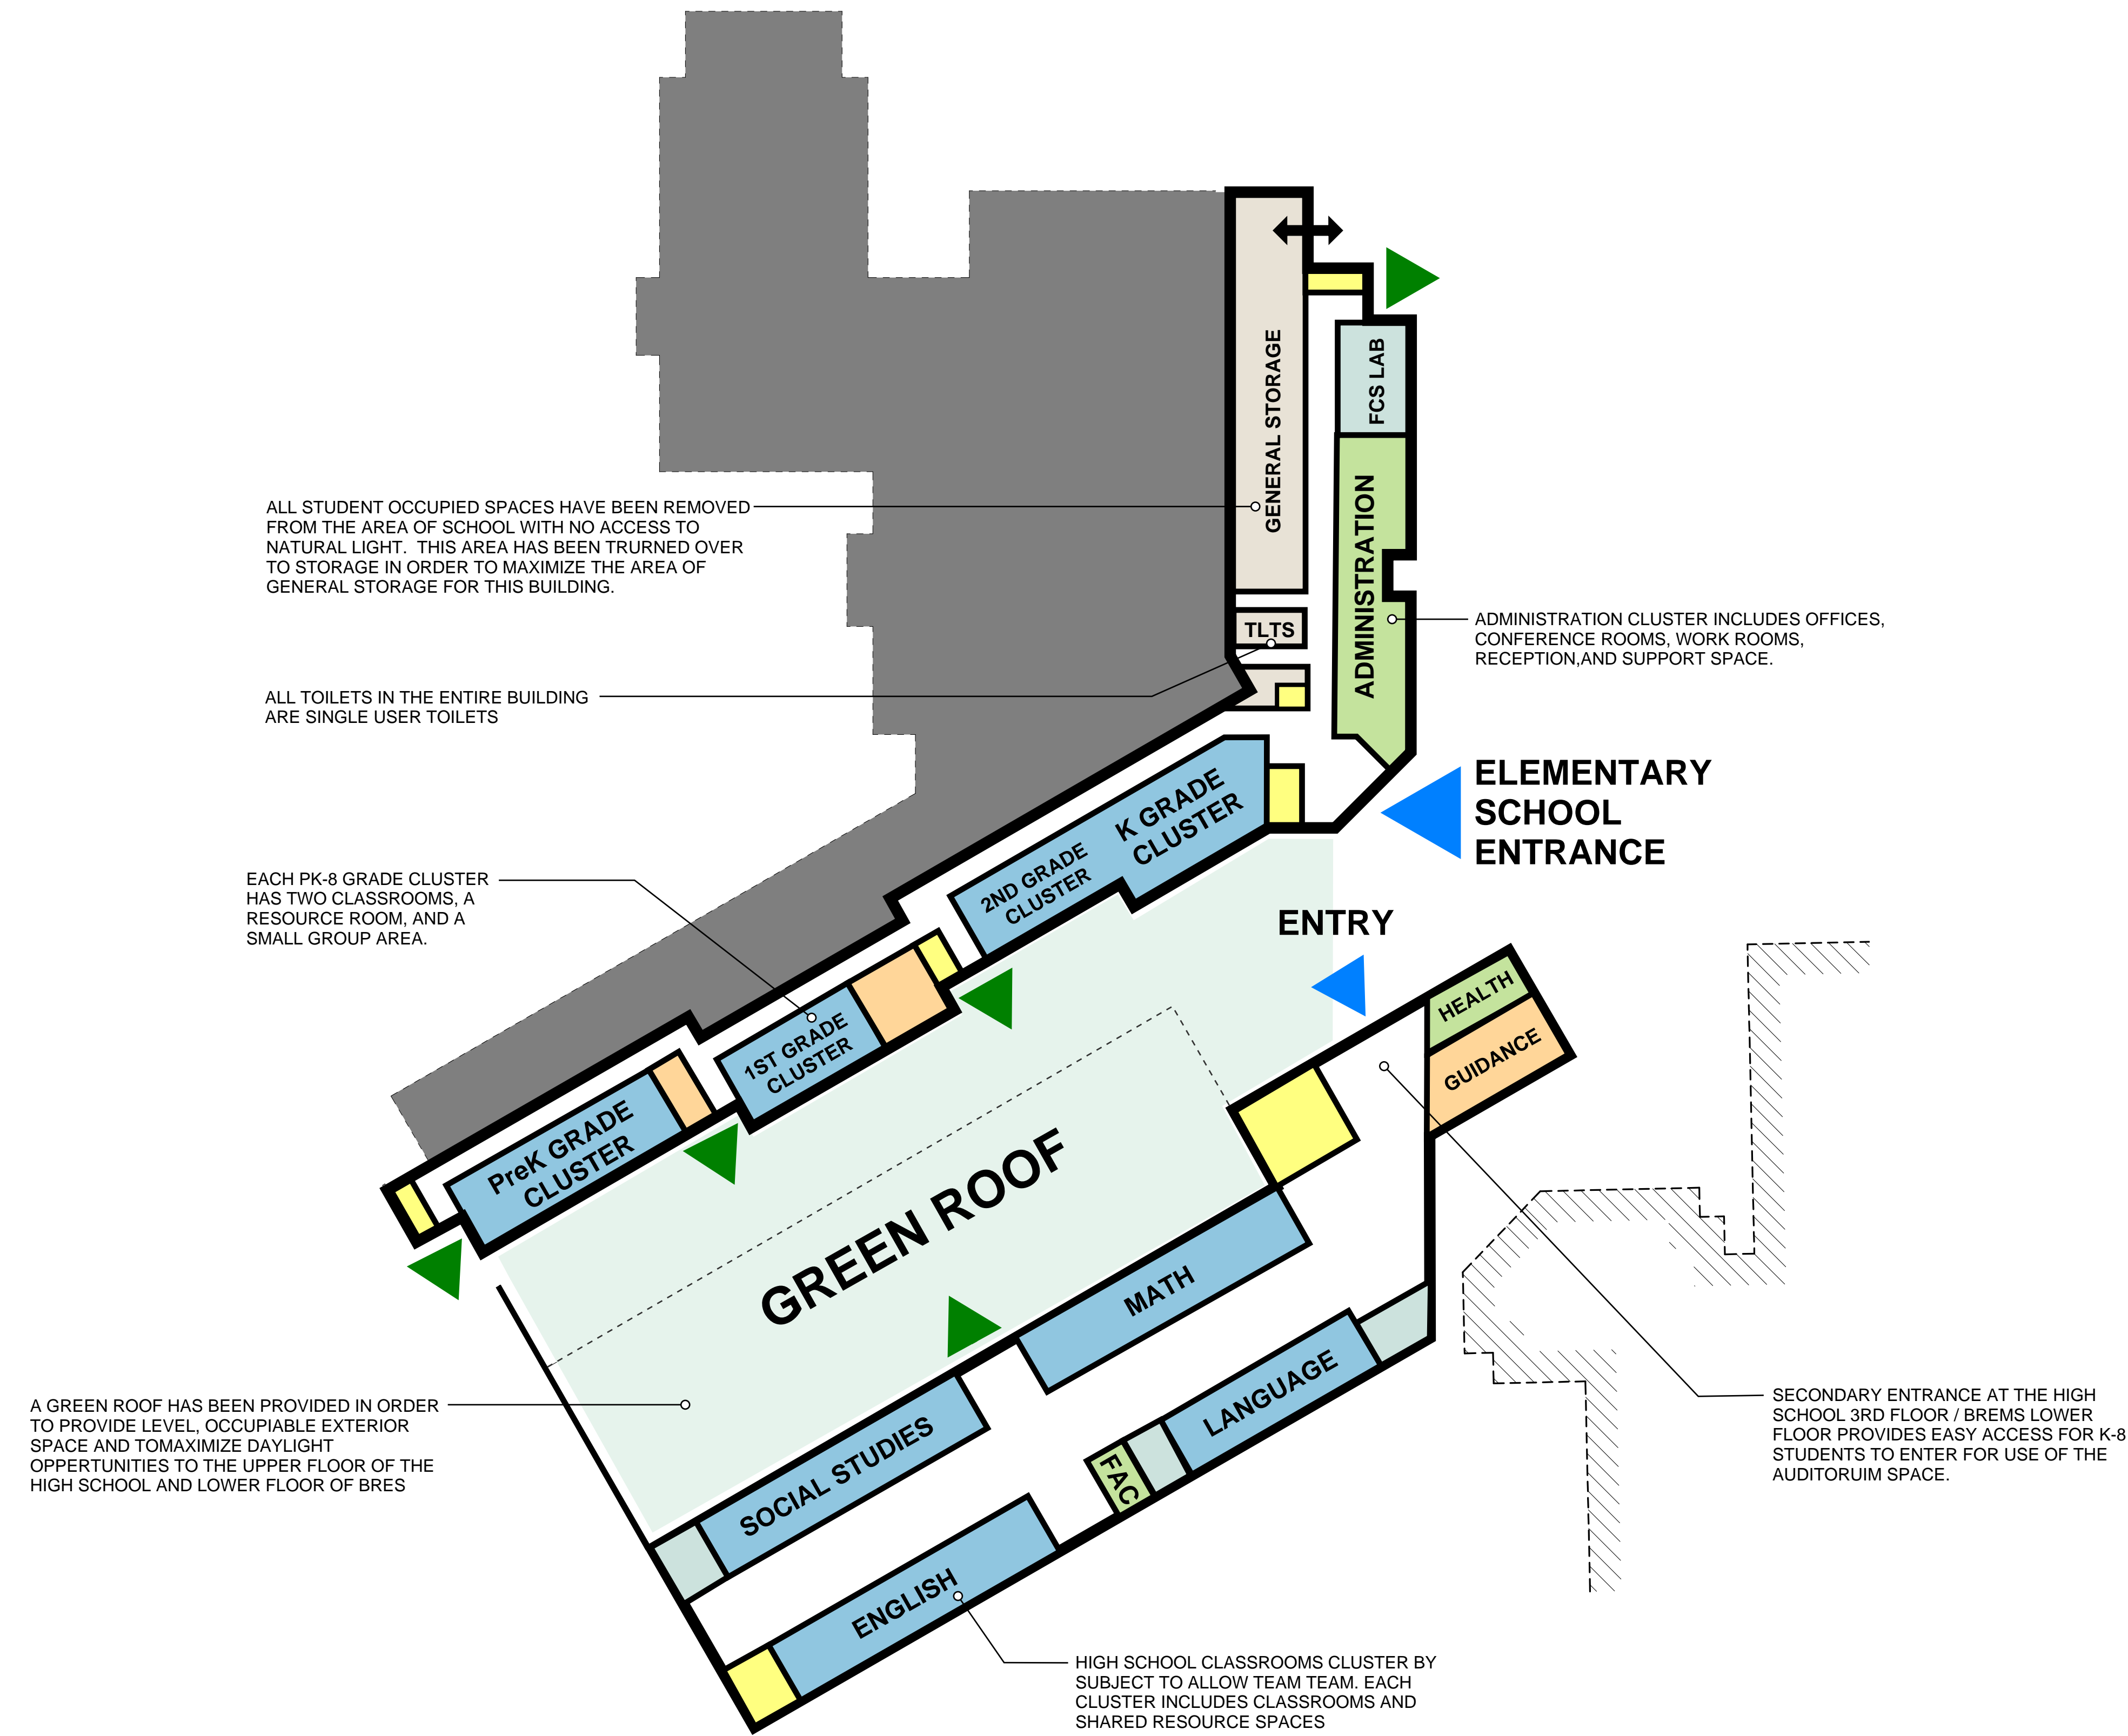 GENERAL STORAGE
FCS LAB
ALL STUDENT OCCUPIED SPACES HAVE BEEN REMOVED
FROM THE AREA OF SCHOOL WITH NO ACCESS TO
NATURAL LIGHT.  THIS AREA HAS BEEN TRURNED OVER
TO STORAGE IN ORDER TO MAXIMIZE THE AREA OF
GENERAL STORAGE FOR THIS BUILDING.
ADMINISTRATION
TLTS
ADMINISTRATION CLUSTER INCLUDES OFFICES,
CONFERENCE ROOMS, WORK ROOMS,
RECEPTION,AND SUPPORT SPACE.
ALL TOILETS IN THE ENTIRE BUILDING
ARE SINGLE USER TOILETS
ELEMENTARY
SCHOOL
ENTRANCE
K GRADE
CLUSTER
2ND GRADE
CLUSTER
EACH PK-8 GRADE CLUSTER
HAS TWO CLASSROOMS, A
RESOURCE ROOM, AND A
SMALL GROUP AREA.
ENTRY
HEALTH
GUIDANCE
1ST GRADE
CLUSTER
PreK GRADE
CLUSTER
GREEN ROOF
MATH
LANGUAGE
A GREEN ROOF HAS BEEN PROVIDED IN ORDER
TO PROVIDE LEVEL, OCCUPIABLE EXTERIOR
SPACE AND TOMAXIMIZE DAYLIGHT
OPPERTUNITIES TO THE UPPER FLOOR OF THE
HIGH SCHOOL AND LOWER FLOOR OF BRES
SECONDARY ENTRANCE AT THE HIGH
SCHOOL 3RD FLOOR / BREMS LOWER
FLOOR PROVIDES EASY ACCESS FOR K-8
STUDENTS TO ENTER FOR USE OF THE
AUDITORUIM SPACE.
SOCIAL STUDIES
FAC
ENGLISH
HIGH SCHOOL CLASSROOMS CLUSTER BY
SUBJECT TO ALLOW TEAM TEAM. EACH
CLUSTER INCLUDES CLASSROOMS AND
SHARED RESOURCE SPACES